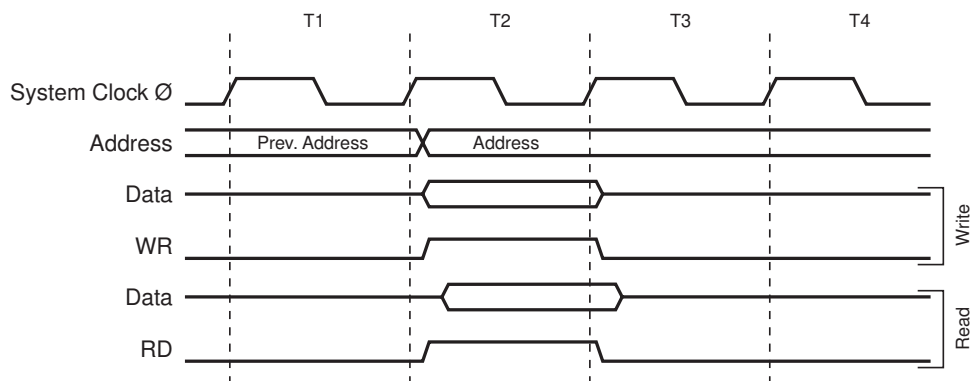 T1 T2 T3 T4
System Clock Ø
Address Prev. Address Address
Data
WR
Write
Data
RD
Read